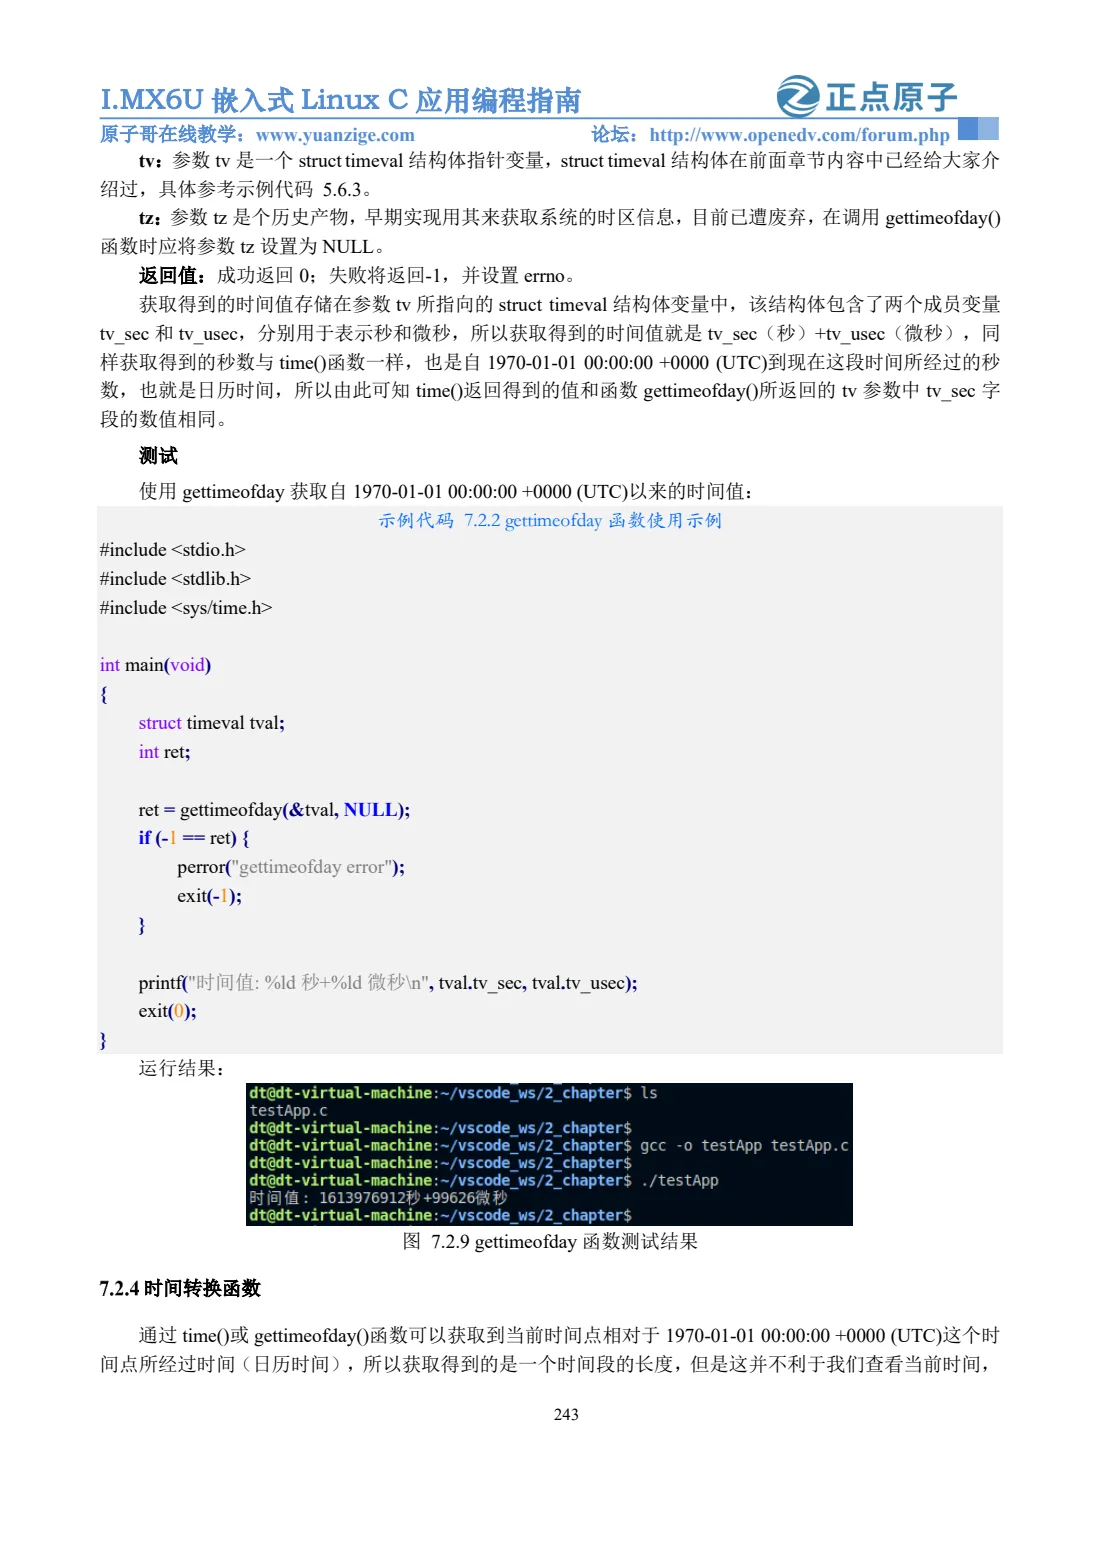 I.MX6U 嵌入式 Linux C 应用编程指南
正点原子
原子哥在线教学：www.yuanzige.com 论坛：http://www.openedv.com/forum.php
tv：参数 tv 是一个 struct timeval 结构体指针变量，struct timeval 结构体在前面章节内容中已经给大家介
绍过，具体参考示例代码 5.6.3。
tz：参数 tz 是个历史产物，早期实现用其来获取系统的时区信息，目前已遭废弃，在调用 gettimeofday()
函数时应将参数 tz 设置为 NULL。
返回值：成功返回 0；失败将返回-1，并设置 errno。
获取得到的时间值存储在参数 tv 所指向的 struct timeval 结构体变量中，该结构体包含了两个成员变量
tv_sec 和 tv_usec，分别用于表示秒和微秒，所以获取得到的时间值就是 tv_sec（秒）+tv_usec（微秒），同
样获取得到的秒数与 time()函数一样，也是自 1970-01-01 00:00:00 +0000 (UTC)到现在这段时间所经过的秒
数，也就是日历时间，所以由此可知 time()返回得到的值和函数 gettimeofday()所返回的 tv 参数中 tv_sec 字
段的数值相同。
测试
使用 gettimeofday 获取自 1970-01-01 00:00:00 +0000 (UTC)以来的时间值：
示例代码 7.2.2 gettimeofday 函数使用示例
#include <stdio.h>
#include <stdlib.h>
#include <sys/time.h>
int main(void)
{
struct timeval tval;
int ret;
ret = gettimeofday(&tval, NULL);
if (-1 == ret) {
perror("gettimeofday error");
exit(-1);
}
printf("时间值: %ld 秒+%ld 微秒\n", tval.tv_sec, tval.tv_usec);
exit(0);
}
运行结果：
dt@dt-virtual-machine:~/vscode_ws/2_chapter$ ls
testApp.c
dt@dt-virtual-machine:~/vscode_ws/2_chapter$
dt@dt-virtual-machine:~/vscode_ws/2_chapter$ gcc -o testApp testApp.c
dt@dt-virtual-machine:~/vscode_ws/2_chapter$
dt@dt-virtual-machine:~/vscode_ws/2_chapter$ ./testApp
时间值: 1613976912秒+99626微秒
dt@dt-virtual-machine:~/vscode_ws/2_chapter$
图 7.2.9 gettimeofday 函数测试结果
7.2.4 时间转换函数
通过 time()或 gettimeofday()函数可以获取到当前时间点相对于 1970-01-01 00:00:00 +0000 (UTC)这个时
间点所经过时间（日历时间），所以获取得到的是一个时间段的长度，但是这并不利于我们查看当前时间，
243